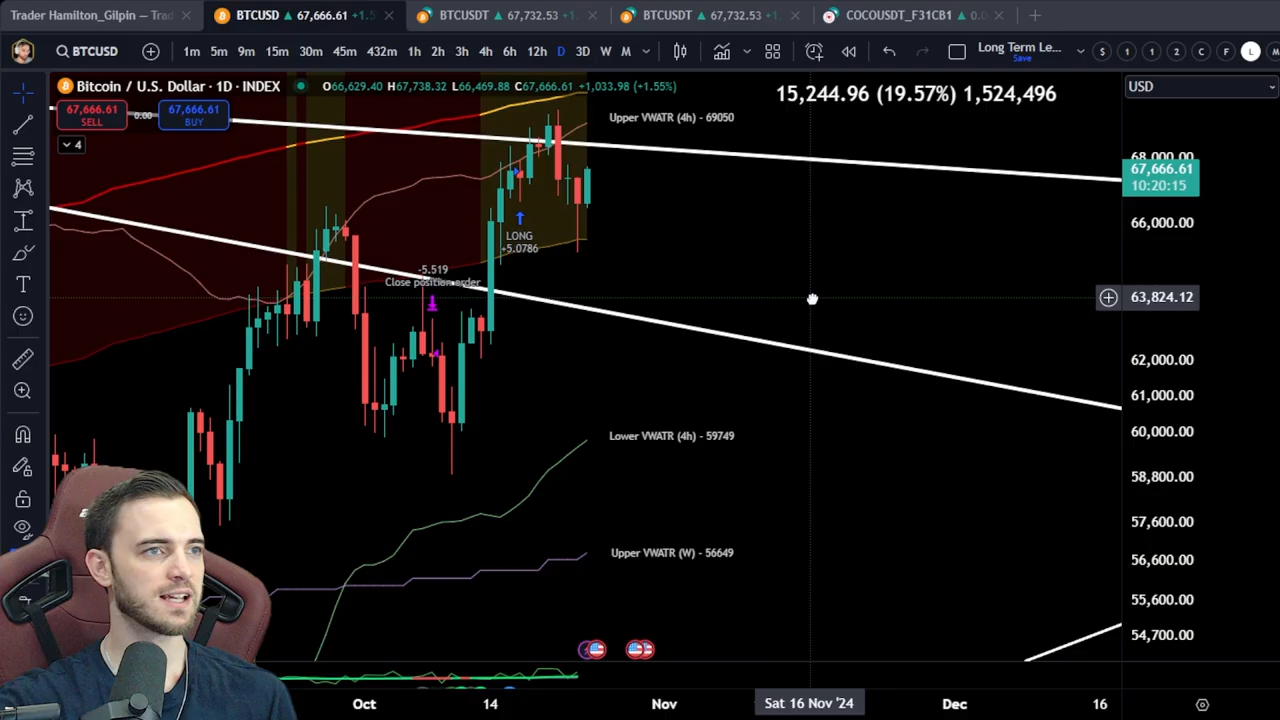 Trader Hamilton_Gilpin — Trad
BTCUSD ▲ 67,666.61 +1.5
BTCUSDT ▲ 67,732.53 +1.
BTCUSDT ▲ 67,732.53 +1.
COCOUSDT_F31CB1 ▲ 0.0
BTCUSD
1m 5m 9m 15m 30m 45m 432m 1h 2h 3h 4h 6h 12h D 3D W M
Long Term Le...
Save
$ 1 1 2 C F L M
Bitcoin / U.S. Dollar · 1D · INDEX
O66,629.40 H67,738.32 L66,469.88 C67,666.61 +1,033.98 (+1.55%)
15,244.96 (19.57%) 1,524,496
USD
67,666.61
SELL
0.00
67,666.61
BUY
4
Upper VWATR (4h) - 69050
68,000.00
67,666.61
10:20:15
66,000.00
LONG
+5.0786
-5.519
Close position order
63,824.12
62,000.00
61,000.00
60,000.00
Lower VWATR (4h) - 59749
58,800.00
57,600.00
Upper VWATR (W) - 56649
56,600.00
55,600.00
54,700.00
Oct
14
Nov
Sat 16 Nov '24
Dec
16